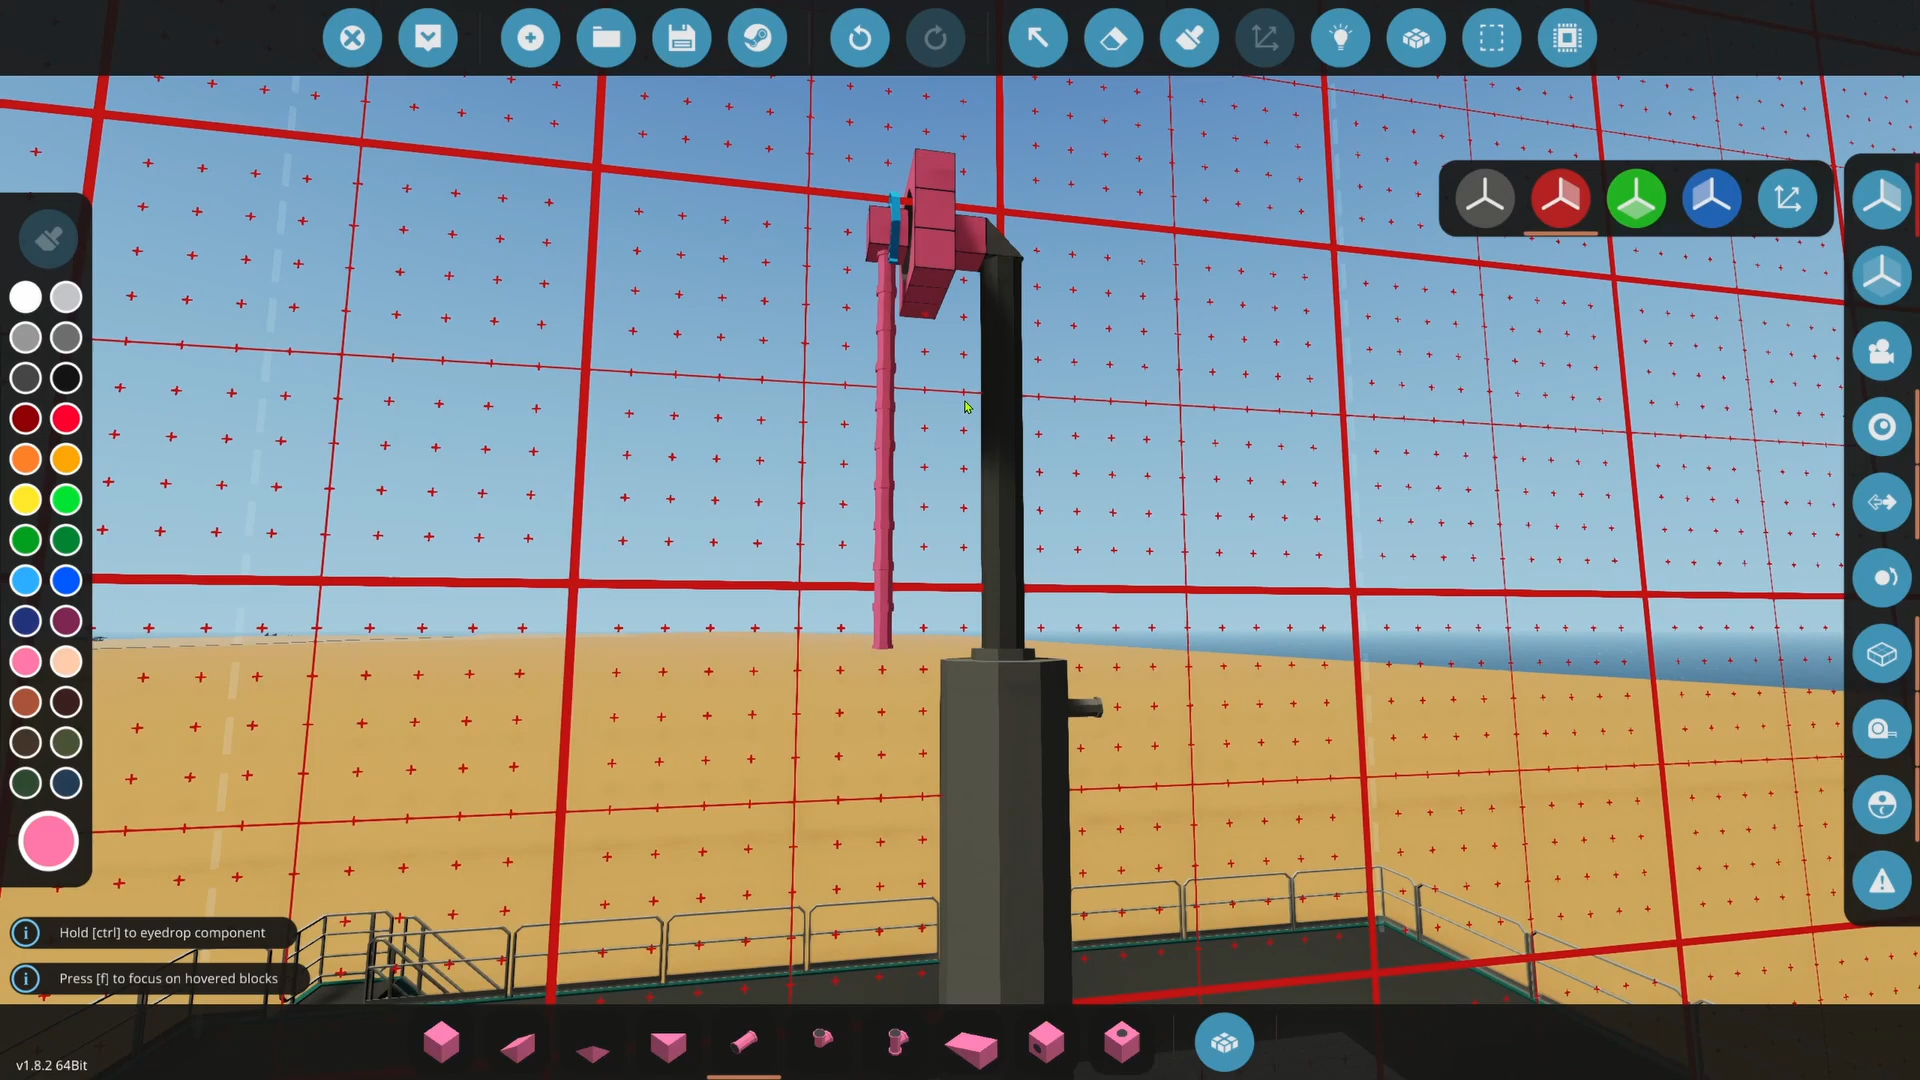 Hold [ctrl] to eyedrop component
Press [f] to focus on hovered blocks
v1.8.2 64Bit